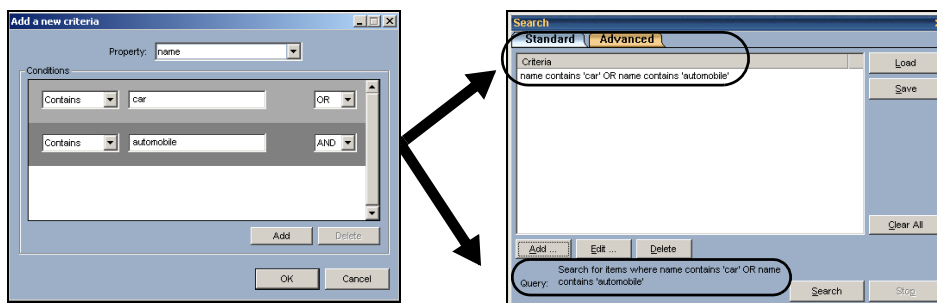 Add a new criteria
Property: name
Conditions
Contains car OR
Contains automobile AND
Add Delete
OK Cancel
Search
Standard Advanced
Criteria
name contains 'car' OR name contains 'automobile'
Load
Save
Clear All
Add ... Edit ... Delete
Query: Search for items where name contains 'car' OR name
contains 'automobile'
Search Stop